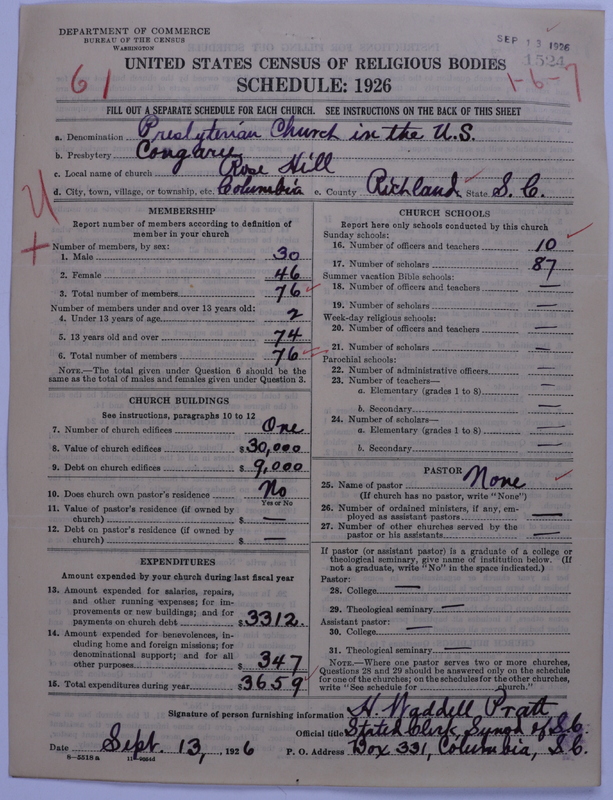 DEPARTMENT OF COMMERCE
BUREAU OF THE CENSUS
WASHINGTON
SEP 13 1926
1524
UNITED STATES CENSUS OF RELIGIOUS BODIES
61
SCHEDULE: 1926
1-6-7
FILL OUT A SEPARATE SCHEDULE FOR EACH CHURCH. SEE INSTRUCTIONS ON THE BACK OF THIS SHEET
a. Denomination Presbyterian Church in the U.S.
b. Presbytery Congaree
c. Local name of church Rose Hill
d. City, town, village, or township, etc. Columbia e. County Richland State S. C.
MEMBERSHIP
Report number of members according to definition of
member in your church
Number of members, by sex:
1. Male 30
2. Female 46
3. Total number of members 76
Number of members under and over 13 years old:
4. Under 13 years of age 2
5. 13 years old and over 74
6. Total number of members 76
NOTE.—The total given under Question 6 should be
same as the total of males and females given under Question 3.
CHURCH BUILDINGS
See instructions, paragraphs 10 to 12
7. Number of church edifices One
8. Value of church edifices $30,000
9. Debt on church edifices $9,000
10. Does church own pastor's residence No
Yes or No
11. Value of pastor's residence (if owned by
church) $ —
12. Debt on pastor's residence (if owned by
church) $ —
EXPENDITURES
Amount expended by your church during last fiscal year
13. Amount expended for salaries, repairs,
and other running expenses; for im-
provements or new buildings; and for
payments on church debt $3312.
14. Amount expended for benevolences, in-
cluding home and foreign missions; for
denominational support; and for all
other purposes $347
15. Total expenditures during year $3659
CHURCH SCHOOLS
Report here only schools conducted by this church
Sunday schools:
16. Number of officers and teachers 10
17. Number of scholars 87
Summer vacation Bible schools:
18. Number of officers and teachers —
19. Number of scholars —
Week-day religious schools:
20. Number of officers and teachers —
21. Number of scholars —
Parochial schools:
22. Number of administrative officers —
23. Number of teachers—
a. Elementary (grades 1 to 8) —
b. Secondary —
24. Number of scholars—
a. Elementary (grades 1 to 8) —
b. Secondary —
PASTOR
25. Name of pastor None
(If church has no pastor, write "None")
26. Number of ordained ministers, if any, em-
ployed as assistant pastors —
27. Number of other churches served by the
pastor or his assistants —
If pastor (or assistant pastor) is a graduate of a college or
theological seminary, give name of institution below. (If
not a graduate, write "No" in the space indicated.)
Pastor:
28. College —
29. Theological seminary —
Assistant pastor:
30. College —
31. Theological seminary —
NOTE.—Where one pastor serves two or more churches,
Questions 28 and 29 should be answered only on the schedule
for one of the churches; on the schedules for the other churches,
write "See schedule for church."
Signature of person furnishing information H. Waddell Pratt
Official title Stated Clerk, Synod of S.C.
Date Sept. 13, 1926 P. O. Address Box 331, Columbia, S.C.
8-5518a